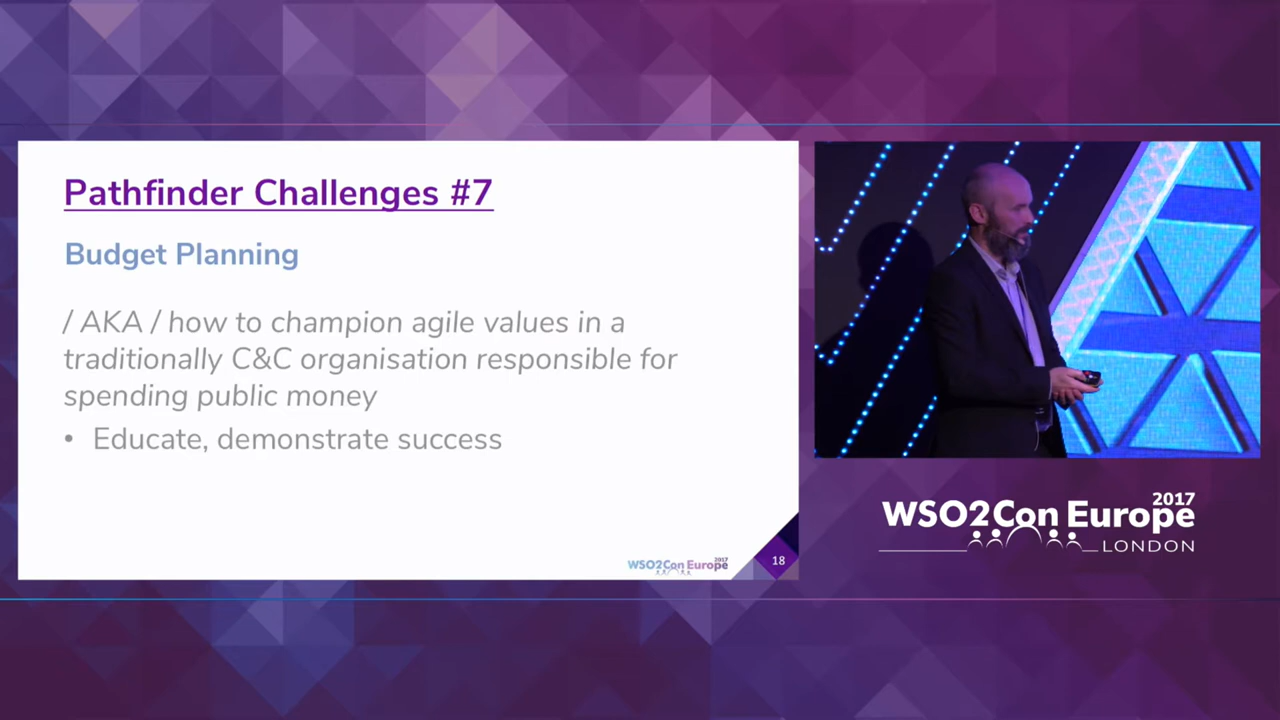 Pathfinder Challenges #7
Budget Planning
/ AKA / how to champion agile values in a
traditionally C&C organisation responsible for
spending public money
• Educate, demonstrate success
WSO2Con Europe 2017
18
WSO2Con Europe 2017
LONDON